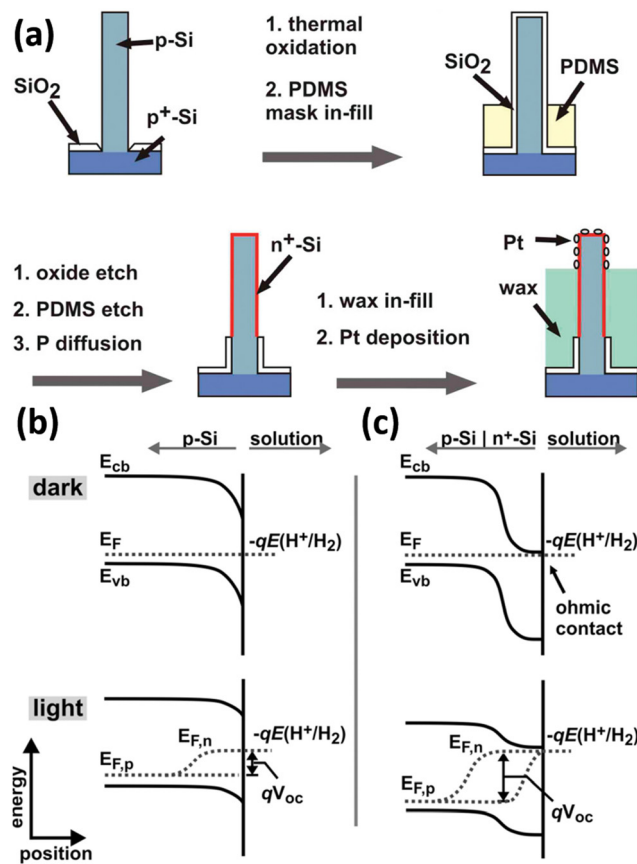 (a)
p-Si
SiO2
p+-Si
1. thermal
oxidation
2. PDMS
mask in-fill
SiO2
PDMS
1. oxide etch
2. PDMS etch
3. P diffusion
n+-Si
1. wax in-fill
2. Pt deposition
Pt
wax
(b)
p-Si
solution
dark
Ecb
EF
Evb
-qE(H+/H2)
light
EF,n
EF,p
-qE(H+/H2)
qVoc
energy
position
(c)
p-Si | n+-Si
solution
Ecb
EF
Evb
-qE(H+/H2)
ohmic
contact
EF,n
EF,p
-qE(H+/H2)
qVoc